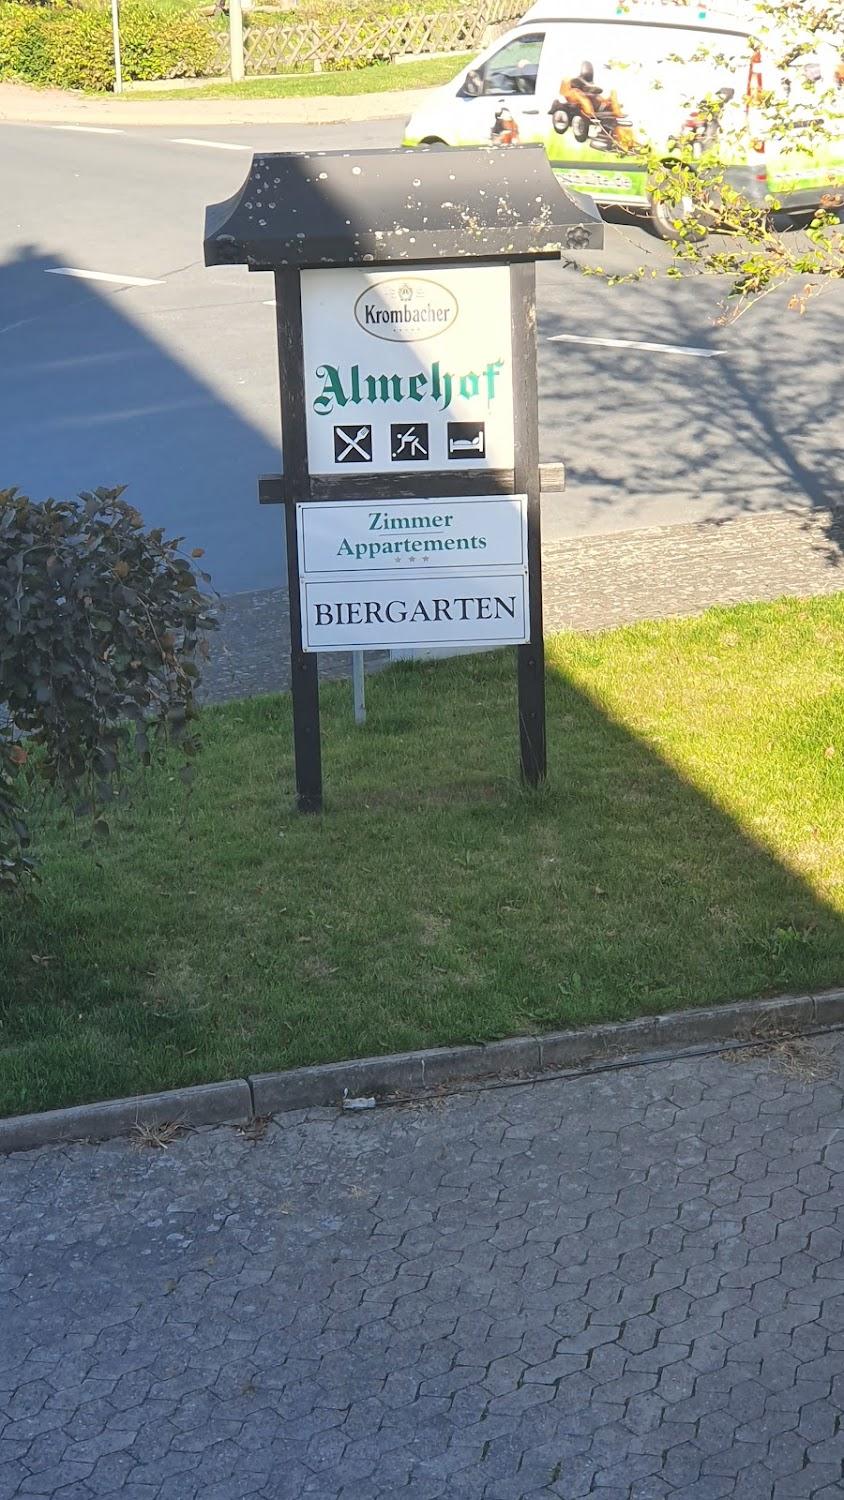 Krombacher
Almehof
Zimmer
Appartements
BIERGARTEN